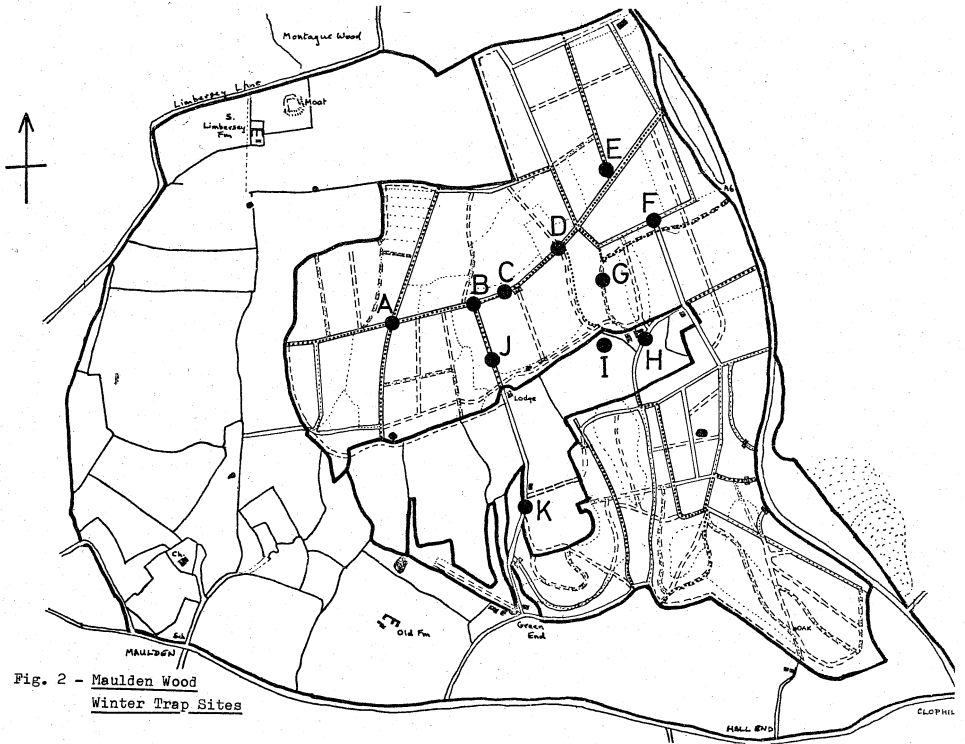 Montague Wood
Limbersey Lane
Moat
S.
Limbersey
Fm
E
A6
F
D
G
C
B
A
H
I
J
Lodge
K
Ch
Old Fm
Green
End
Sch
MAULDEN
Fig. 2 - Maulden Wood
Winter Trap Sites
HALL END
CLOPHIL